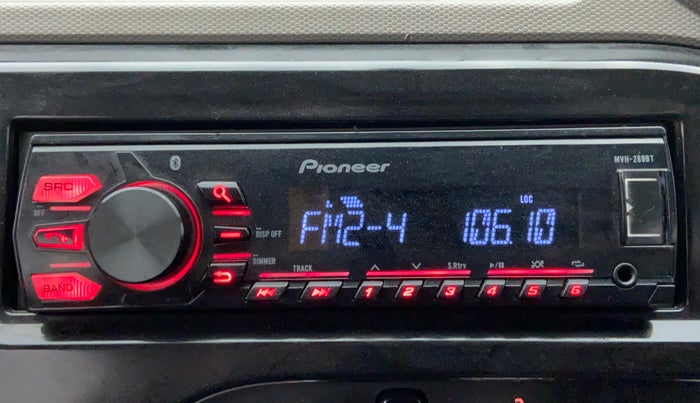 Pioneer
MVH-2890BT
SRC
OFF
BAND
DISP OFF
DIMMER
LOC
FM2-4 106.10
TRACK
S.Rtrv
1 2 3 4 5 6